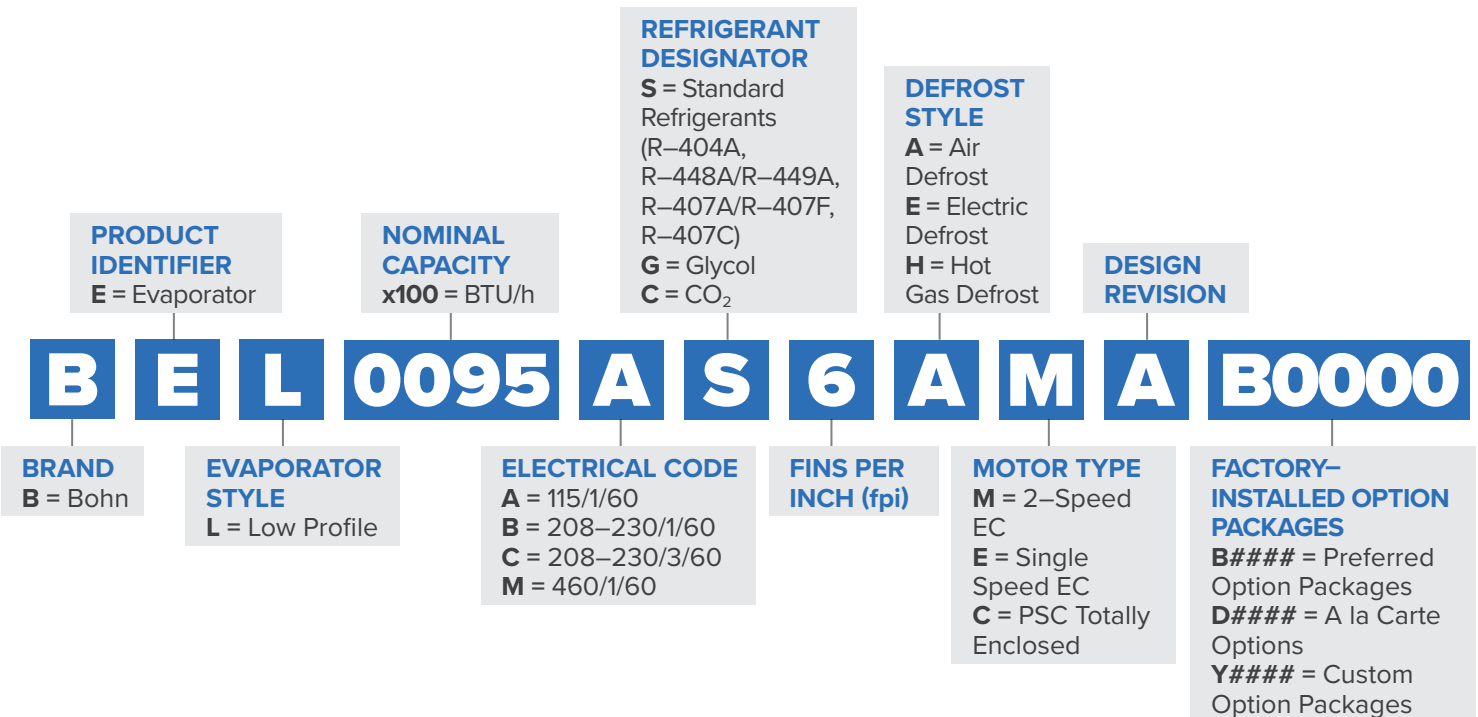 REFRIGERANT
DESIGNATOR
S = Standard
Refrigerants
(R–404A,
R–448A/R–449A,
R–407A/R–407F,
R–407C)
G = Glycol
C = CO₂
DEFROST
STYLE
A = Air
Defrost
E = Electric
Defrost
H = Hot
Gas Defrost
PRODUCT
IDENTIFIER
E = Evaporator
NOMINAL
CAPACITY
x100 = BTU/h
DESIGN
REVISION
B E L 0095 A S 6 A M A B0000
BRAND
B = Bohn
EVAPORATOR
STYLE
L = Low Profile
ELECTRICAL CODE
A = 115/1/60
B = 208–230/1/60
C = 208–230/3/60
M = 460/1/60
FINS PER
INCH (fpi)
MOTOR TYPE
M = 2–Speed
EC
E = Single
Speed EC
C = PSC Totally
Enclosed
FACTORY–
INSTALLED OPTION
PACKAGES
B#### = Preferred
Option Packages
D#### = A la Carte
Options
Y#### = Custom
Option Packages